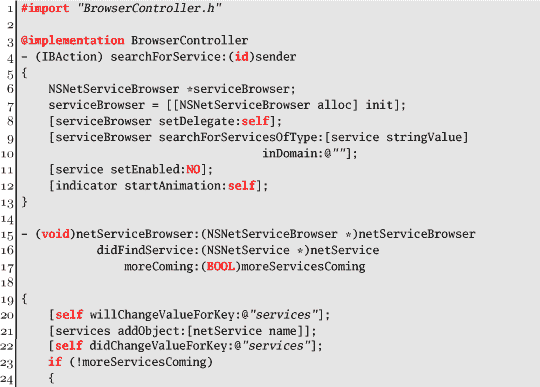 1 #import "BrowserController.h"
2
3 @implementation BrowserController
4 - (IBAction) searchForService:(id)sender
5 {
6     NSNetServiceBrowser *serviceBrowser;
7     serviceBrowser = [[NSNetServiceBrowser alloc] init];
8     [serviceBrowser setDelegate:self];
9     [serviceBrowser searchForServicesOfType:[service stringValue]
10                                    inDomain:@""];
11     [service setEnabled:NO];
12     [indicator startAnimation:self];
13 }
14
15 - (void)netServiceBrowser:(NSNetServiceBrowser *)netServiceBrowser
16            didFindService:(NSNetService *)netService
17                moreComing:(BOOL)moreServicesComing
18
19 {
20     [self willChangeValueForKey:@"services"];
21     [services addObject:[netService name]];
22     [self didChangeValueForKey:@"services"];
23     if (!moreServicesComing)
24     {